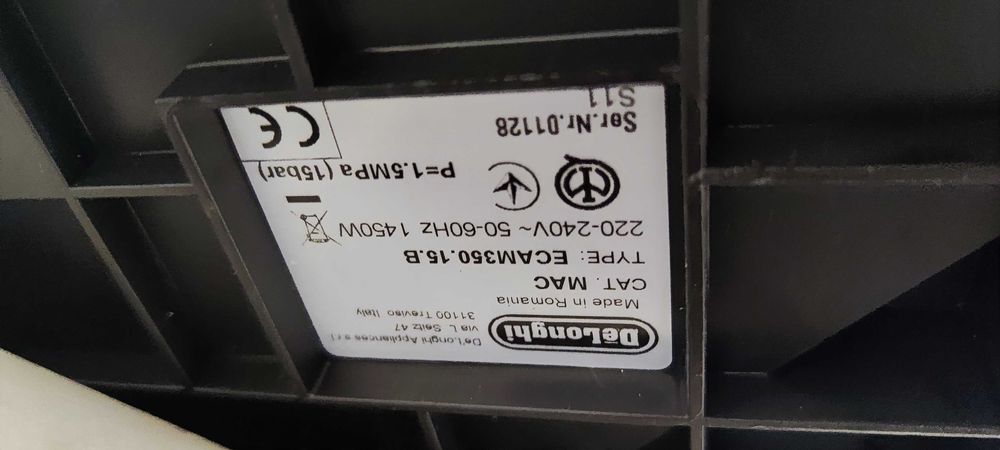 De'Longhi
De'Longhi Appliances s.r.l.
via L. Seitz 47
31100 Treviso Italy
Made in Romania
CAT. MAC
TYPE: ECAM350.15.B
220-240V~ 50-60Hz 1450W
P=1.5MPa (15bar)
CE
Ser.Nr.01128
S11